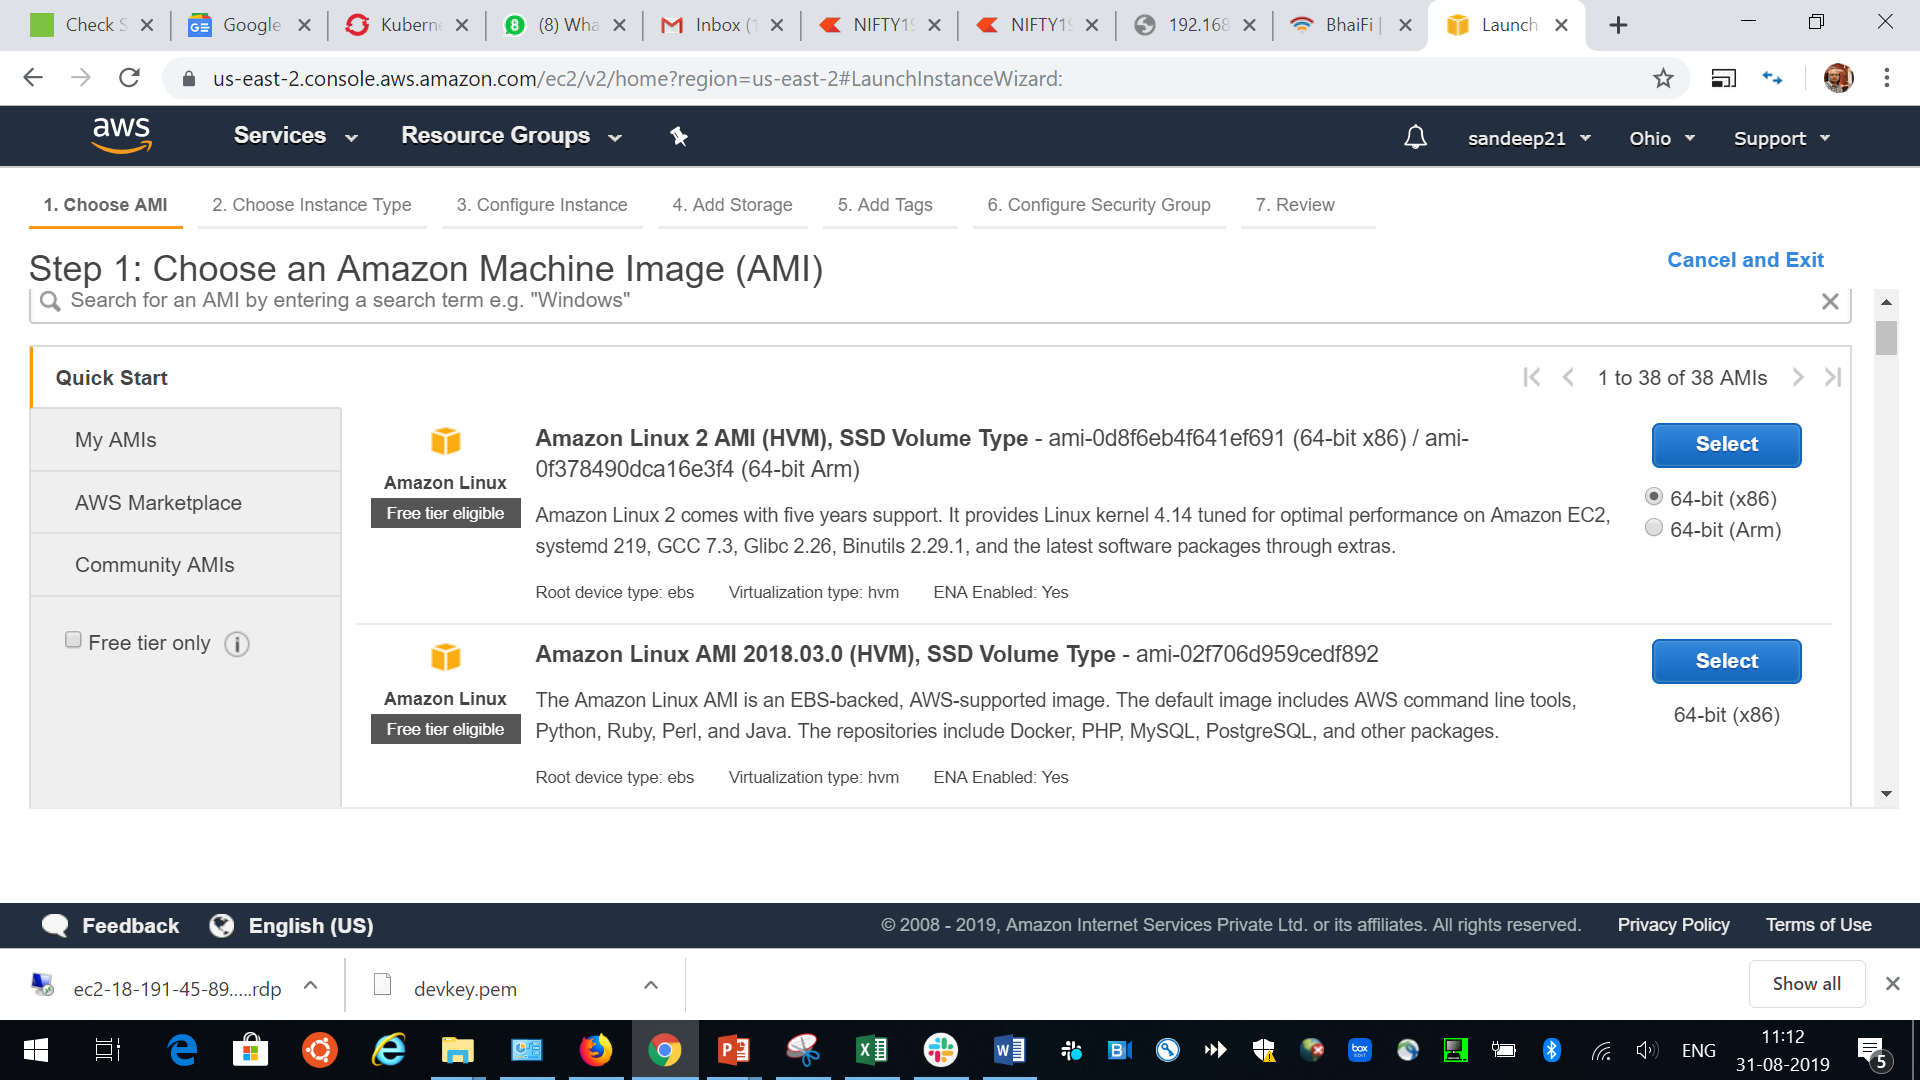 Check S
Google
Kuberne
(8) Wha
Inbox (1
NIFTY19
NIFTY19
192.168
BhaiFi |
Launch
us-east-2.console.aws.amazon.com/ec2/v2/home?region=us-east-2#LaunchInstanceWizard:
aws
Services
Resource Groups
sandeep21
Ohio
Support
1. Choose AMI
2. Choose Instance Type
3. Configure Instance
4. Add Storage
5. Add Tags
6. Configure Security Group
7. Review
Step 1: Choose an Amazon Machine Image (AMI)
Cancel and Exit
Search for an AMI by entering a search term e.g. "Windows"
Quick Start
1 to 38 of 38 AMIs
My AMIs
AWS Marketplace
Community AMIs
Free tier only
Amazon Linux
Free tier eligible
Amazon Linux 2 AMI (HVM), SSD Volume Type - ami-0d8f6eb4f641ef691 (64-bit x86) / ami-
0f378490dca16e3f4 (64-bit Arm)
Amazon Linux 2 comes with five years support. It provides Linux kernel 4.14 tuned for optimal performance on Amazon EC2,
systemd 219, GCC 7.3, Glibc 2.26, Binutils 2.29.1, and the latest software packages through extras.
Root device type: ebs
Virtualization type: hvm
ENA Enabled: Yes
Select
64-bit (x86)
64-bit (Arm)
Amazon Linux
Free tier eligible
Amazon Linux AMI 2018.03.0 (HVM), SSD Volume Type - ami-02f706d959cedf892
The Amazon Linux AMI is an EBS-backed, AWS-supported image. The default image includes AWS command line tools,
Python, Ruby, Perl, and Java. The repositories include Docker, PHP, MySQL, PostgreSQL, and other packages.
Root device type: ebs
Virtualization type: hvm
ENA Enabled: Yes
Select
64-bit (x86)
Feedback
English (US)
© 2008 - 2019, Amazon Internet Services Private Ltd. or its affiliates. All rights reserved.
Privacy Policy
Terms of Use
ec2-18-191-45-89.....rdp
devkey.pem
Show all
ENG
11:12
31-08-2019
5